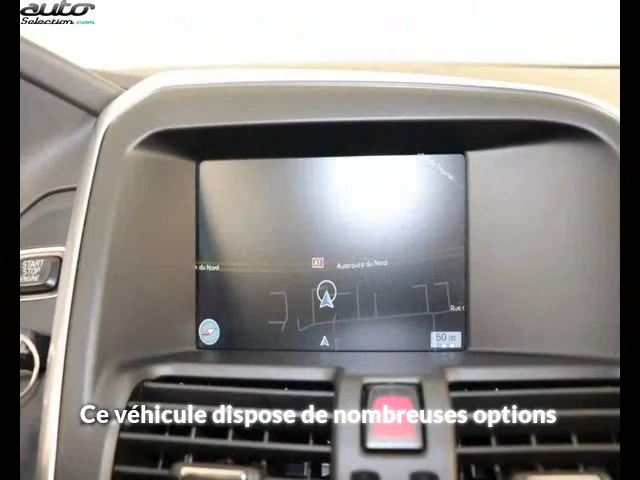 auto
Selection.com
START
STOP
ENGINE
A1
Autoroute du Nord
du Nord
Rue
50 m
Ce véhicule dispose de nombreuses options